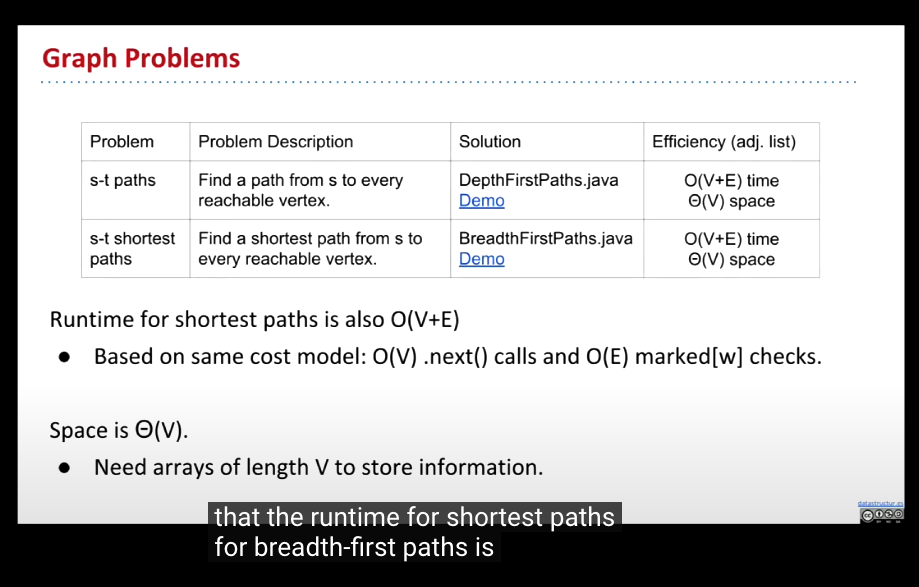 Graph Problems
Problem Problem Description Solution Efficiency (adj. list)
s-t paths Find a path from s to every reachable vertex. DepthFirstPaths.java Demo O(V+E) time Θ(V) space
s-t shortest paths Find a shortest path from s to every reachable vertex. BreadthFirstPaths.java Demo O(V+E) time Θ(V) space
Runtime for shortest paths is also O(V+E)
● Based on same cost model: O(V) .next() calls and O(E) marked[w] checks.
Space is Θ(V).
● Need arrays of length V to store information.
that the runtime for shortest paths
for breadth-first paths is